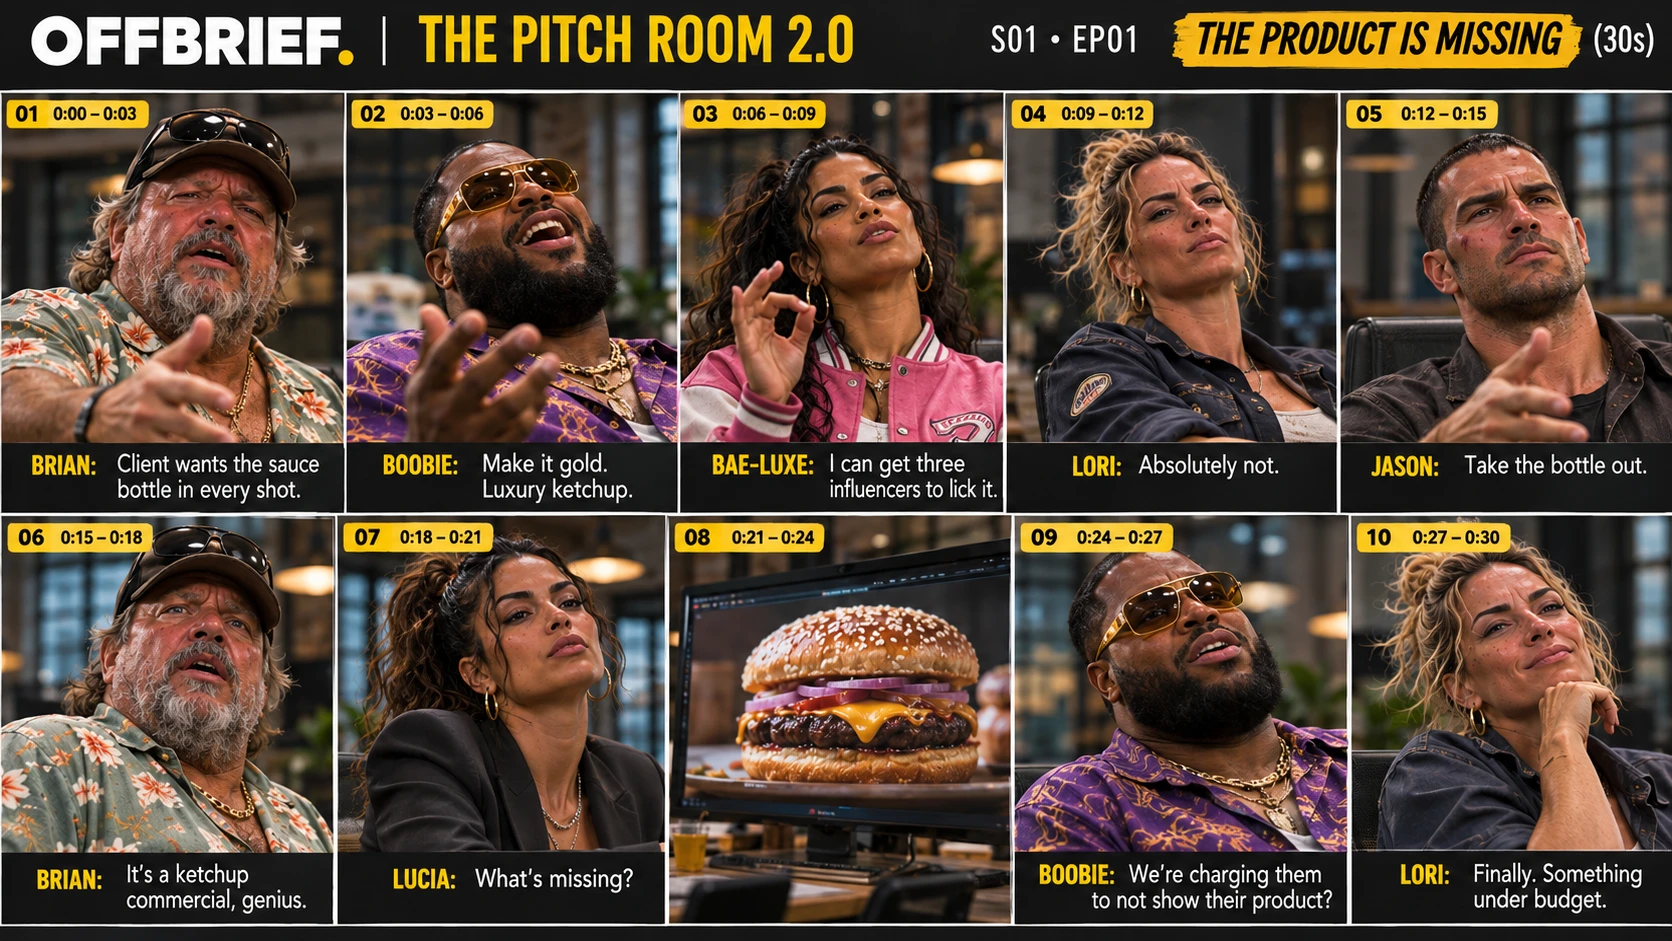 OFFBRIEF. | THE PITCH ROOM 2.0 S01 • EP01 THE PRODUCT IS MISSING (30s)
01 0:00 – 0:03
02 0:03 – 0:06
03 0:06 – 0:09
04 0:09 – 0:12
05 0:12 – 0:15
BRIAN: Client wants the sauce
bottle in every shot.
BOOBIE: Make it gold.
Luxury ketchup.
BAE-LUXE: I can get three
influencers to lick it.
LORI: Absolutely not.
JASON: Take the bottle out.
06 0:15 – 0:18
07 0:18 – 0:21
08 0:21 – 0:24
09 0:24 – 0:27
10 0:27 – 0:30
BRIAN: It's a ketchup
commercial, genius.
LUCIA: What's missing?
BOOBIE: We're charging them
to not show their product?
LORI: Finally. Something
under budget.